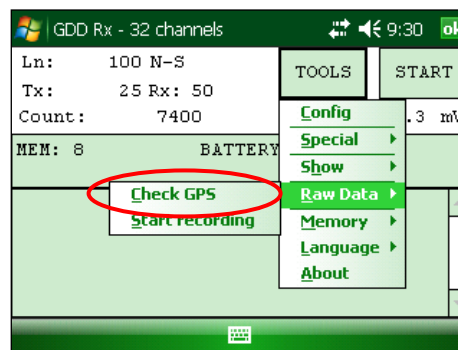 GDD Rx - 32 channels 9:30 ok
Ln: 100 N-S
TOOLS START
Tx: 25 Rx: 50
Count: 7400
Config .3 mV
MEM: 8 BATTERY
Special
Show
Check GPS Raw Data
Start recording Memory
Language
About